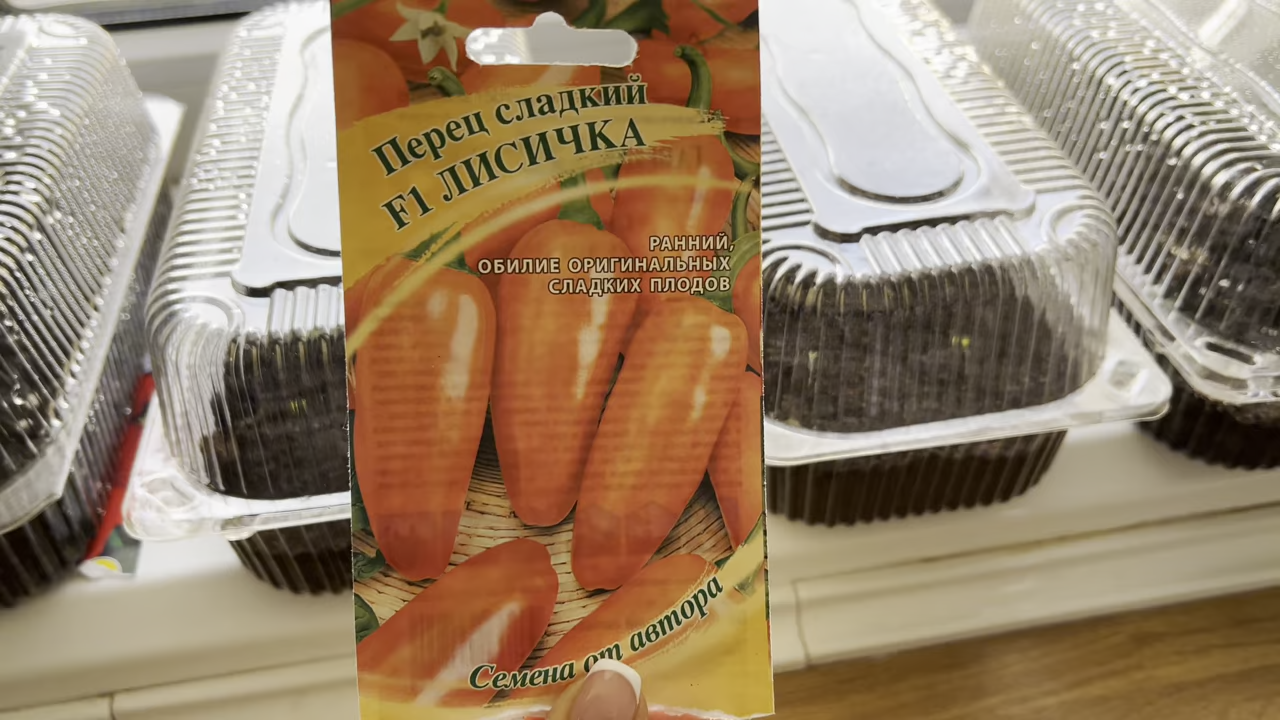 Перец сладкий
F1 ЛИСИЧКА
РАННИЙ,
ОБИЛИЕ ОРИГИНАЛЬНЫХ
СЛАДКИХ ПЛОДОВ
Семена от автора